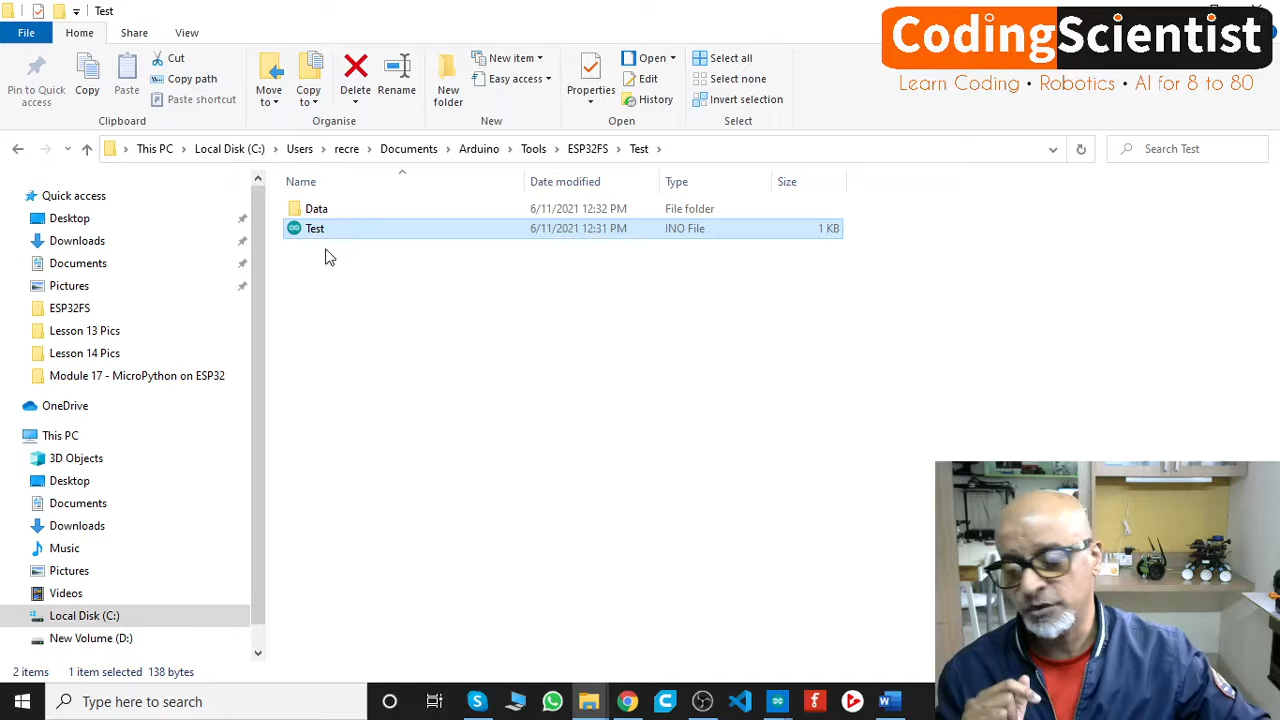 Test
File
Home
Share
View
Pin to Quick access
Copy
Paste
Cut
Copy path
Paste shortcut
Clipboard
Move to
Copy to
Delete
Rename
Organise
New folder
New item
Easy access
New
Properties
Open
Edit
History
Open
Select all
Select none
Invert selection
Select
CodingScientist
Learn Coding • Robotics • AI for 8 to 80
This PC > Local Disk (C:) > Users > recre > Documents > Arduino > Tools > ESP32FS > Test >
Search Test
Name
Date modified
Type
Size
Data 6/11/2021 12:32 PM File folder
Test 6/11/2021 12:31 PM INO File 1 KB
Quick access
Desktop
Downloads
Documents
Pictures
ESP32FS
Lesson 13 Pics
Lesson 14 Pics
Module 17 - MicroPython on ESP32
OneDrive
This PC
3D Objects
Desktop
Documents
Downloads
Music
Pictures
Videos
Local Disk (C:)
New Volume (D:)
2 items 1 item selected 138 bytes
Type here to search